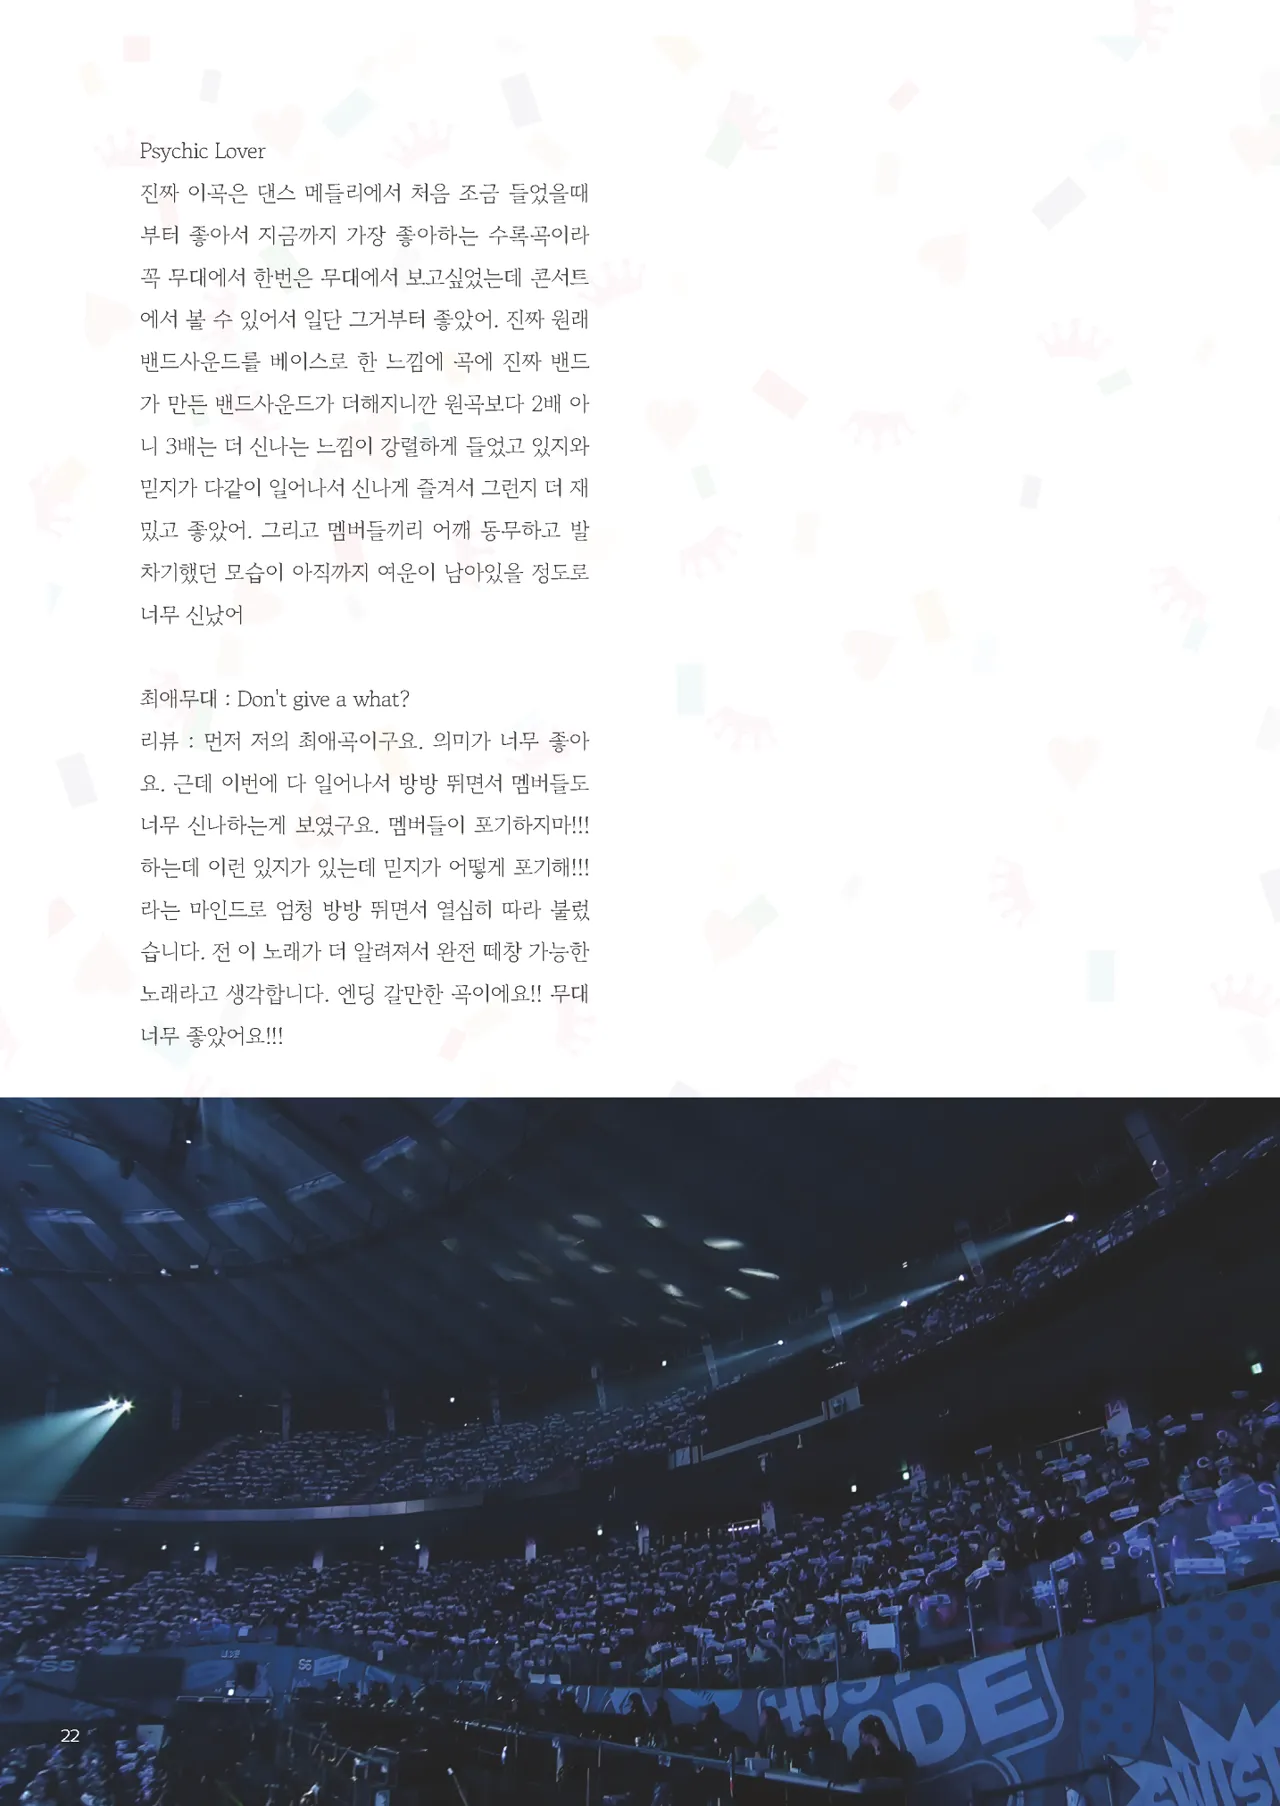 Psychic Lover
진짜 이곡은 댄스 메들리에서 처음 조금 들었을때
부터 좋아서 지금까지 가장 좋아하는 수록곡이라
꼭 무대에서 한번은 무대에서 보고싶었는데 콘서트
에서 볼 수 있어서 일단 그거부터 좋았어. 진짜 원래
밴드사운드를 베이스로 한 느낌에 곡에 진짜 밴드
가 만든 밴드사운드가 더해지니깐 원곡보다 2배 아
니 3배는 더 신나는 느낌이 강렬하게 들었고 있지와
믿지가 다같이 일어나서 신나게 즐겨서 그런지 더 재
밌고 좋았어. 그리고 멤버들끼리 어깨 동무하고 발
차기했던 모습이 아직까지 여운이 남아있을 정도로
너무 신났어
최애무대 : Don't give a what?
리뷰 : 먼저 저의 최애곡이구요. 의미가 너무 좋아
요. 근데 이번에 다 일어나서 방방 뛰면서 멤버들도
너무 신나하는게 보였구요. 멤버들이 포기하지마!!!
하는데 이런 있지가 있는데 믿지가 어떻게 포기해!!!
라는 마인드로 엄청 방방 뛰면서 열심히 따라 불렀
습니다. 전 이 노래가 더 알려져서 완전 떼창 가능한
노래라고 생각합니다. 엔딩 갈만한 곡이에요!! 무대
너무 좋았어요!!!
14
ODE
22